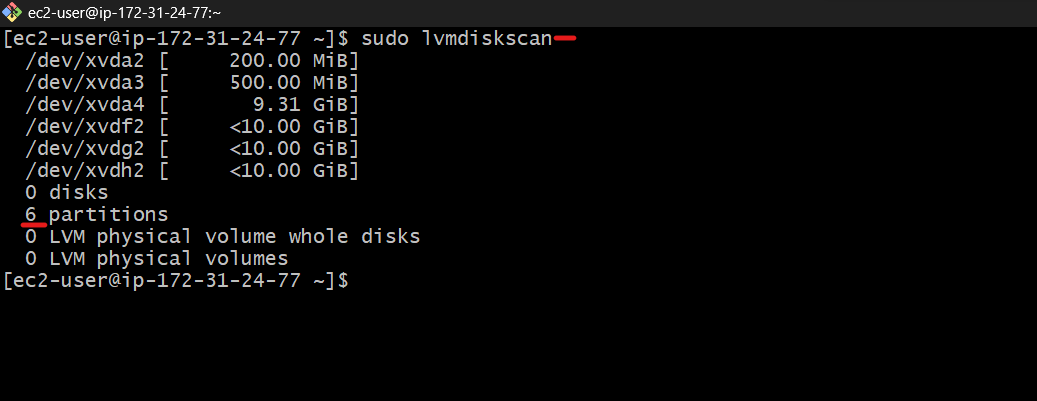 ec2-user@ip-172-31-24-77:~
[ec2-user@ip-172-31-24-77 ~]$ sudo lvmdiskscan
  /dev/xvda2 [     200.00 MiB]
  /dev/xvda3 [     500.00 MiB]
  /dev/xvda4 [       9.31 GiB]
  /dev/xvdf2 [     <10.00 GiB]
  /dev/xvdg2 [     <10.00 GiB]
  /dev/xvdh2 [     <10.00 GiB]
  0 disks
  6 partitions
  0 LVM physical volume whole disks
  0 LVM physical volumes
[ec2-user@ip-172-31-24-77 ~]$